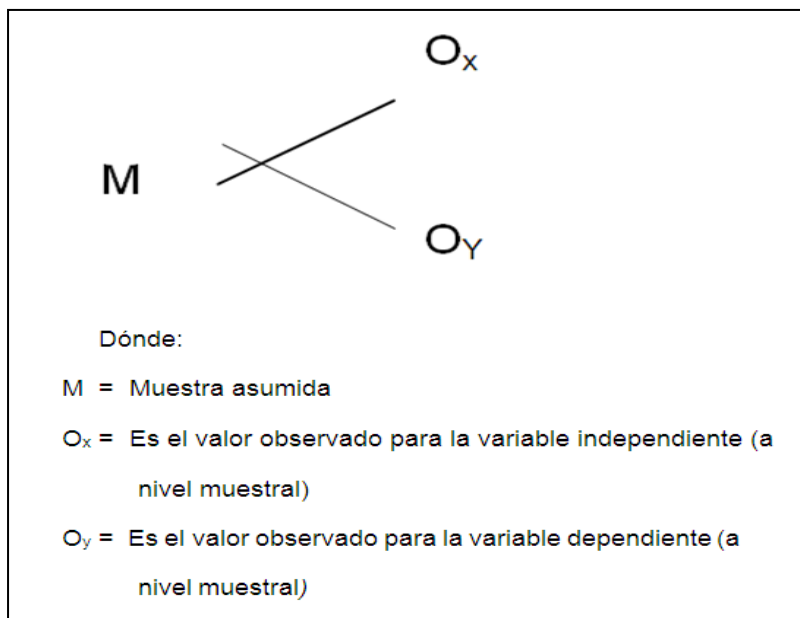 Ox
M
OY
Dónde:
M = Muestra asumida
Ox = Es el valor observado para la variable independiente (a
nivel muestral)
Oy = Es el valor observado para la variable dependiente (a
nivel muestral)